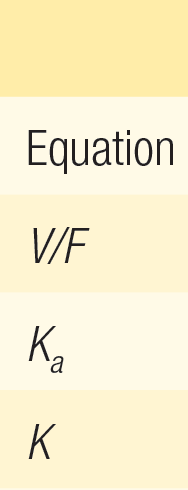 Equation
V/F
Kₐ
K